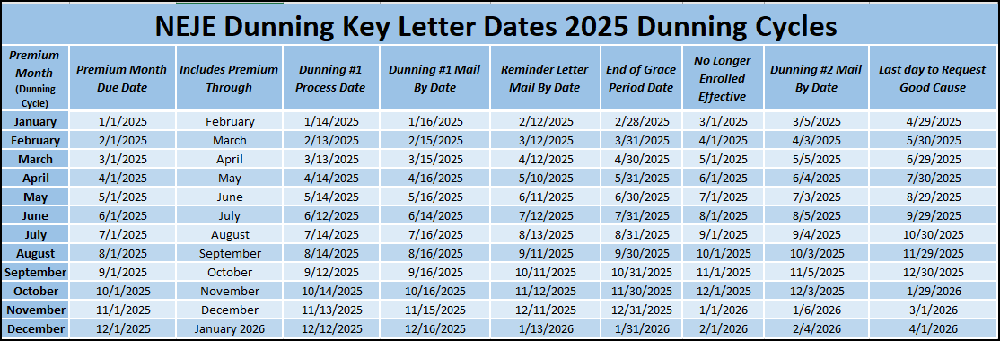 NEJE Dunning Key Letter Dates 2025 Dunning Cycles
Premium Month (Dunning Cycle) Premium Month Due Date Includes Premium Through Dunning #1 Process Date Dunning #1 Mail By Date Reminder Letter Mail By Date End of Grace Period Date No Longer Enrolled Effective Dunning #2 Mail By Date Last day to Request Good Cause
January 1/1/2025 February 1/14/2025 1/16/2025 2/12/2025 2/28/2025 3/1/2025 3/5/2025 4/29/2025
February 2/1/2025 March 2/13/2025 2/15/2025 3/12/2025 3/31/2025 4/1/2025 4/3/2025 5/30/2025
March 3/1/2025 April 3/13/2025 3/15/2025 4/12/2025 4/30/2025 5/1/2025 5/5/2025 6/29/2025
April 4/1/2025 May 4/14/2025 4/16/2025 5/10/2025 5/31/2025 6/1/2025 6/4/2025 7/30/2025
May 5/1/2025 June 5/14/2025 5/16/2025 6/11/2025 6/30/2025 7/1/2025 7/3/2025 8/29/2025
June 6/1/2025 July 6/12/2025 6/14/2025 7/12/2025 7/31/2025 8/1/2025 8/5/2025 9/29/2025
July 7/1/2025 August 7/14/2025 7/16/2025 8/13/2025 8/31/2025 9/1/2025 9/4/2025 10/30/2025
August 8/1/2025 September 8/14/2025 8/16/2025 9/11/2025 9/30/2025 10/1/2025 10/3/2025 11/29/2025
September 9/1/2025 October 9/12/2025 9/16/2025 10/11/2025 10/31/2025 11/1/2025 11/5/2025 12/30/2025
October 10/1/2025 November 10/14/2025 10/16/2025 11/12/2025 11/30/2025 12/1/2025 12/3/2025 1/29/2026
November 11/1/2025 December 11/13/2025 11/15/2025 12/11/2025 12/31/2025 1/1/2026 1/6/2026 3/1/2026
December 12/1/2025 January 2026 12/12/2025 12/16/2025 1/13/2026 1/31/2026 2/1/2026 2/4/2026 4/1/2026